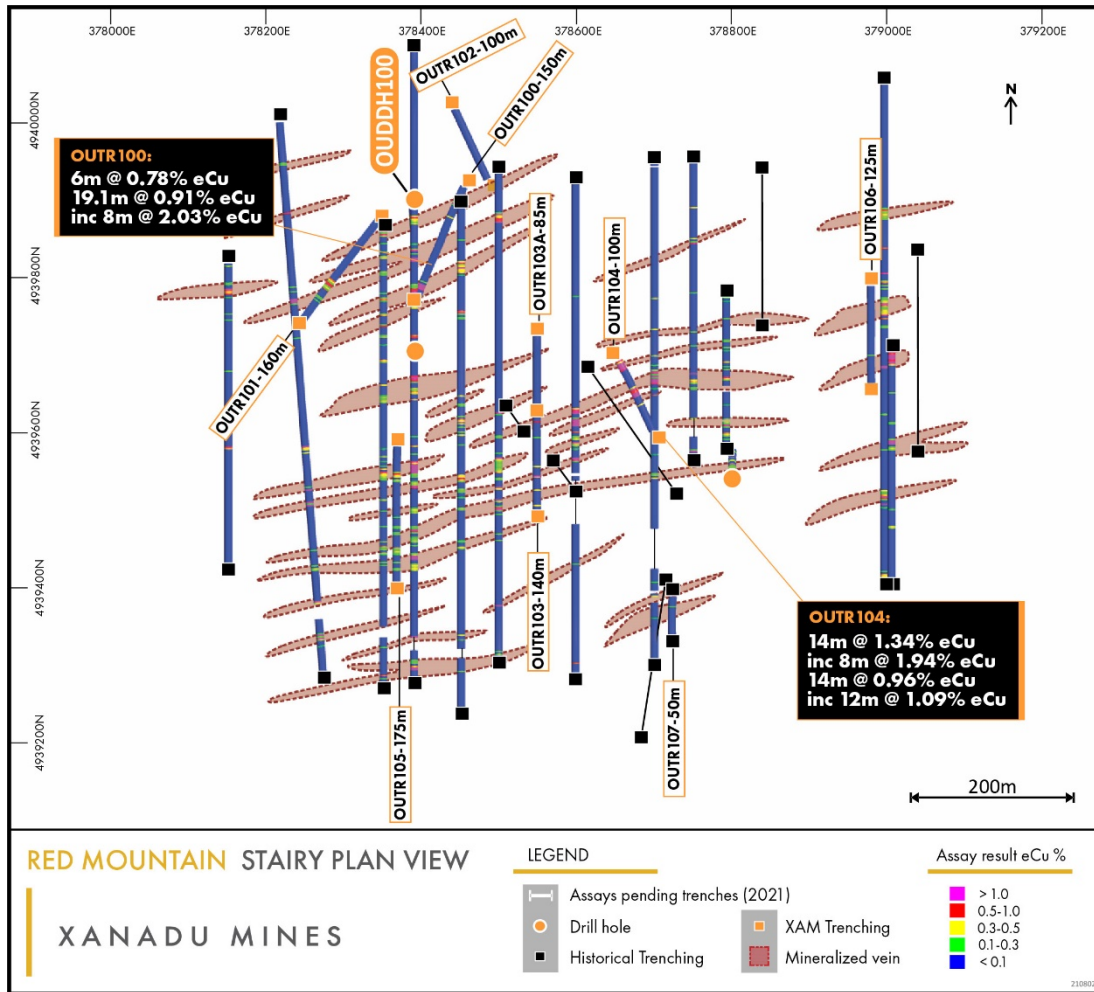 378000E
378200E
378400E
378600E
378800E
379000E
379200E
4940000N
4939800N
4939600N
4939400N
4939200N
N
OUTR102-100m
OUTR100-150m
OUDDH100
OUTR100:
6m @ 0.78% eCu
19.1m @ 0.91% eCu
inc 8m @ 2.03% eCu
OUTR101-160m
OUTR103A-85m
OUTR104-100m
OUTR106-125m
OUTR103-140m
OUTR105-175m
OUTR107-50m
OUTR104:
14m @ 1.34% eCu
inc 8m @ 1.94% eCu
14m @ 0.96% eCu
inc 12m @ 1.09% eCu
200m
RED MOUNTAIN STAIRY PLAN VIEW
XANADU MINES
LEGEND
Assays pending trenches (2021)
Drill hole
Historical Trenching
XAM Trenching
Mineralized vein
Assay result eCu %
> 1.0
0.5-1.0
0.3-0.5
0.1-0.3
< 0.1
210802